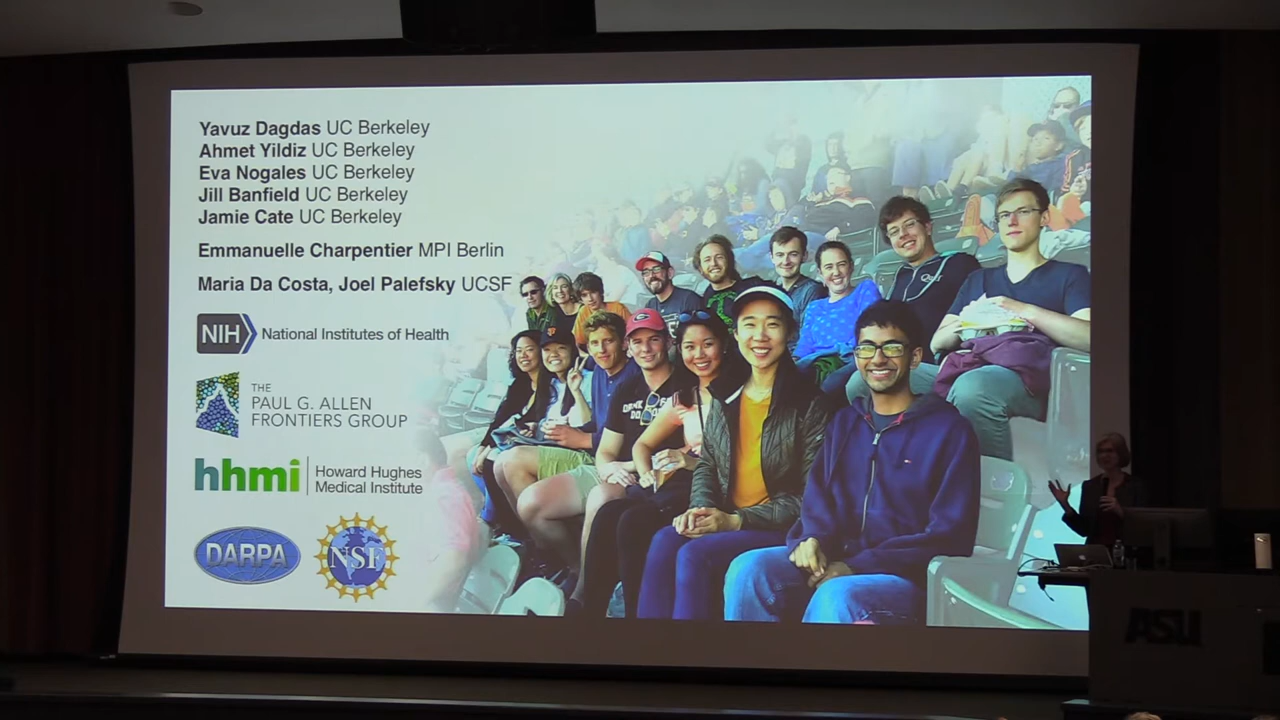 Yavuz Dagdas UC Berkeley
Ahmet Yildiz UC Berkeley
Eva Nogales UC Berkeley
Jill Banfield UC Berkeley
Jamie Cate UC Berkeley
Emmanuelle Charpentier MPI Berlin
Maria Da Costa, Joel Palefsky UCSF
NIH National Institutes of Health
THE
PAUL G. ALLEN
FRONTIERS GROUP
hhmi
Howard Hughes
Medical Institute
DARPA
NSF
ASU